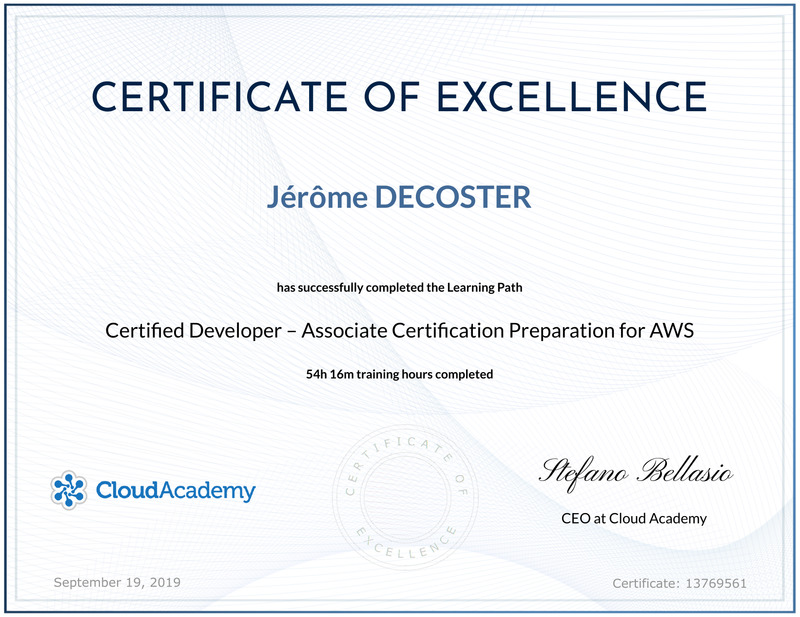 CERTIFICATE OF EXCELLENCE
Jérôme DECOSTER
has successfully completed the Learning Path
Certified Developer – Associate Certification Preparation for AWS
54h 16m training hours completed
CERTIFICATE OF
EXCELLENCE
CloudAcademy
Stefano Bellasio
CEO at Cloud Academy
September 19, 2019
Certificate: 13769561